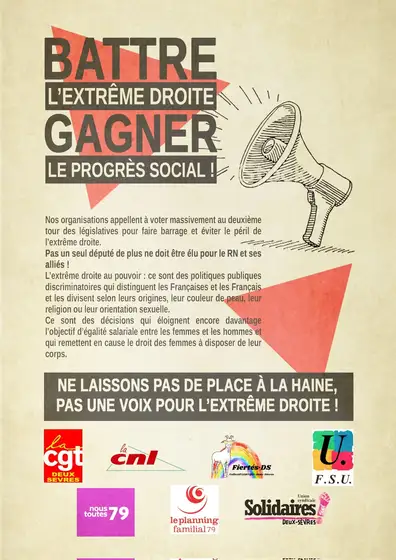 BATTRE
L'EXTRÊME DROITE
GAGNER
LE PROGRÈS SOCIAL !
Nos organisations appellent à voter massivement au deuxième
tour des législatives pour faire barrage et éviter le péril de
l'extrême droite.
Pas un seul député de plus ne doit être élu pour le RN et ses
alliés !
L'extrême droite au pouvoir : ce sont des politiques publiques
discriminatoires qui distinguent les Françaises et les Français
et les divisent selon leurs origines, leur couleur de peau, leur
religion ou leur orientation sexuelle.
Ce sont des décisions qui éloignent encore davantage
l'objectif d'égalité salariale entre les femmes et les hommes et
qui remettent en cause le droit des femmes à disposer de leur
corps.
NE LAISSONS PAS DE PLACE À LA HAINE,
PAS UNE VOIX POUR L'EXTRÊME DROITE !
la
cgt
DEUX
SEVRES
la
cnl
Fiertés-DS
U.
F.S.U.
nous
toutes 79
le planning
familial 79
Union
syndicale
Solidaires
DEUX-SÈVRES